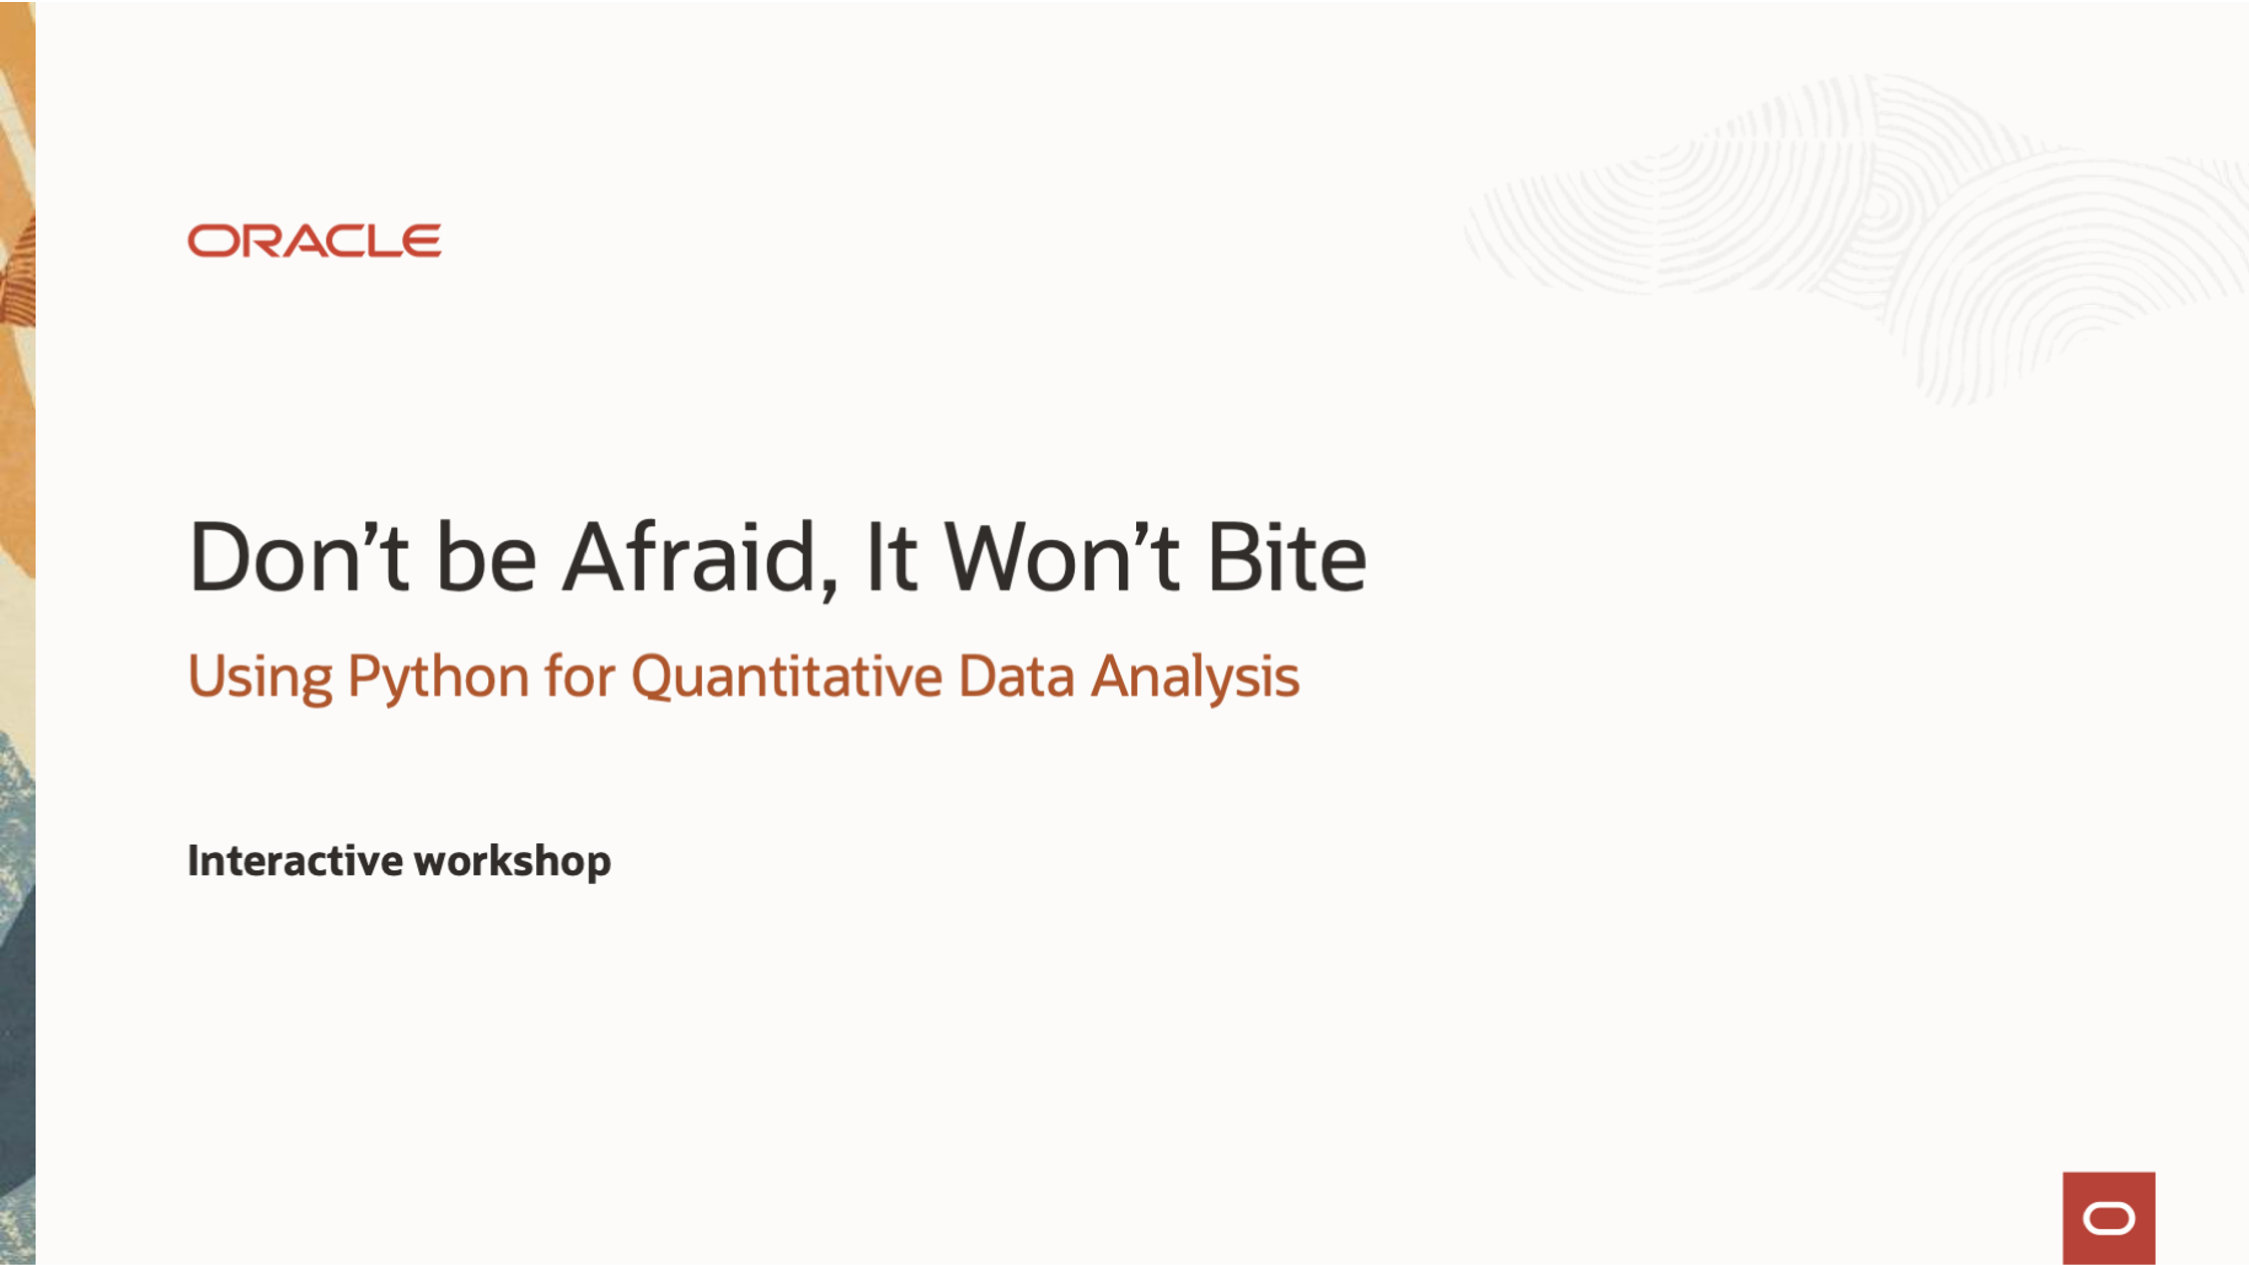 ORACLE
Don’t be Afraid, It Won’t Bite
Using Python for Quantitative Data Analysis
Interactive workshop